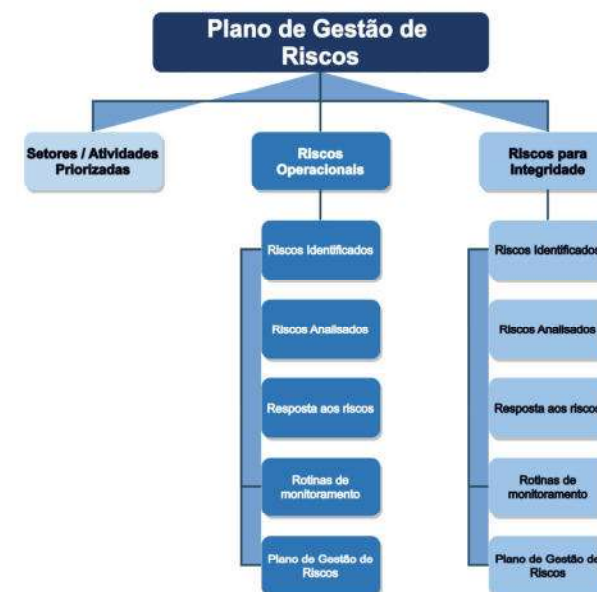 Plano de Gestão de
Riscos
Setores / Atividades
Priorizadas
Riscos
Operacionais
Riscos para
Integridade
Riscos Identificados
Riscos Analisados
Resposta aos riscos
Rotinas de
monitoramento
Plano de Gestão de
Riscos
Riscos Identificados
Riscos Analisados
Resposta aos riscos
Rotinas de
monitoramento
Plano de Gestão de
Riscos